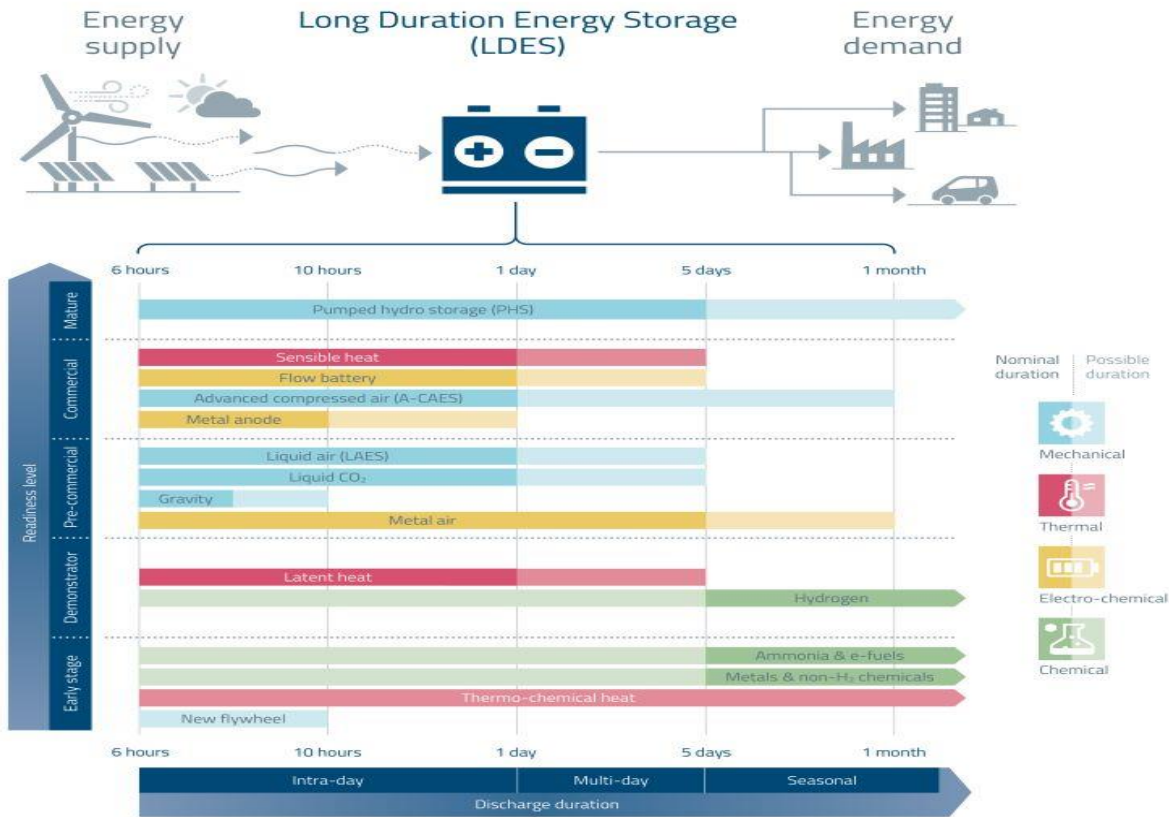 Energy
supply
Long Duration Energy Storage
(LDES)
Energy
demand
6 hours
10 hours
1 day
5 days
1 month
Readiness level
Mature
Pumped hydro storage (PHS)
Commercial
Sensible heat
Flow battery
Advanced compressed air (A-CAES)
Metal anode
Pre-commercial
Liquid air (LAES)
Liquid CO₂
Gravity
Metal air
Demonstrator
Latent heat
Hydrogen
Early stage
Ammonia & e-fuels
Metals & non-H₂ chemicals
Thermo-chemical heat
New flywheel
6 hours
10 hours
1 day
5 days
1 month
Intra-day
Multi-day
Seasonal
Discharge duration
Nominal
duration
Possible
duration
Mechanical
Thermal
Electro-chemical
Chemical